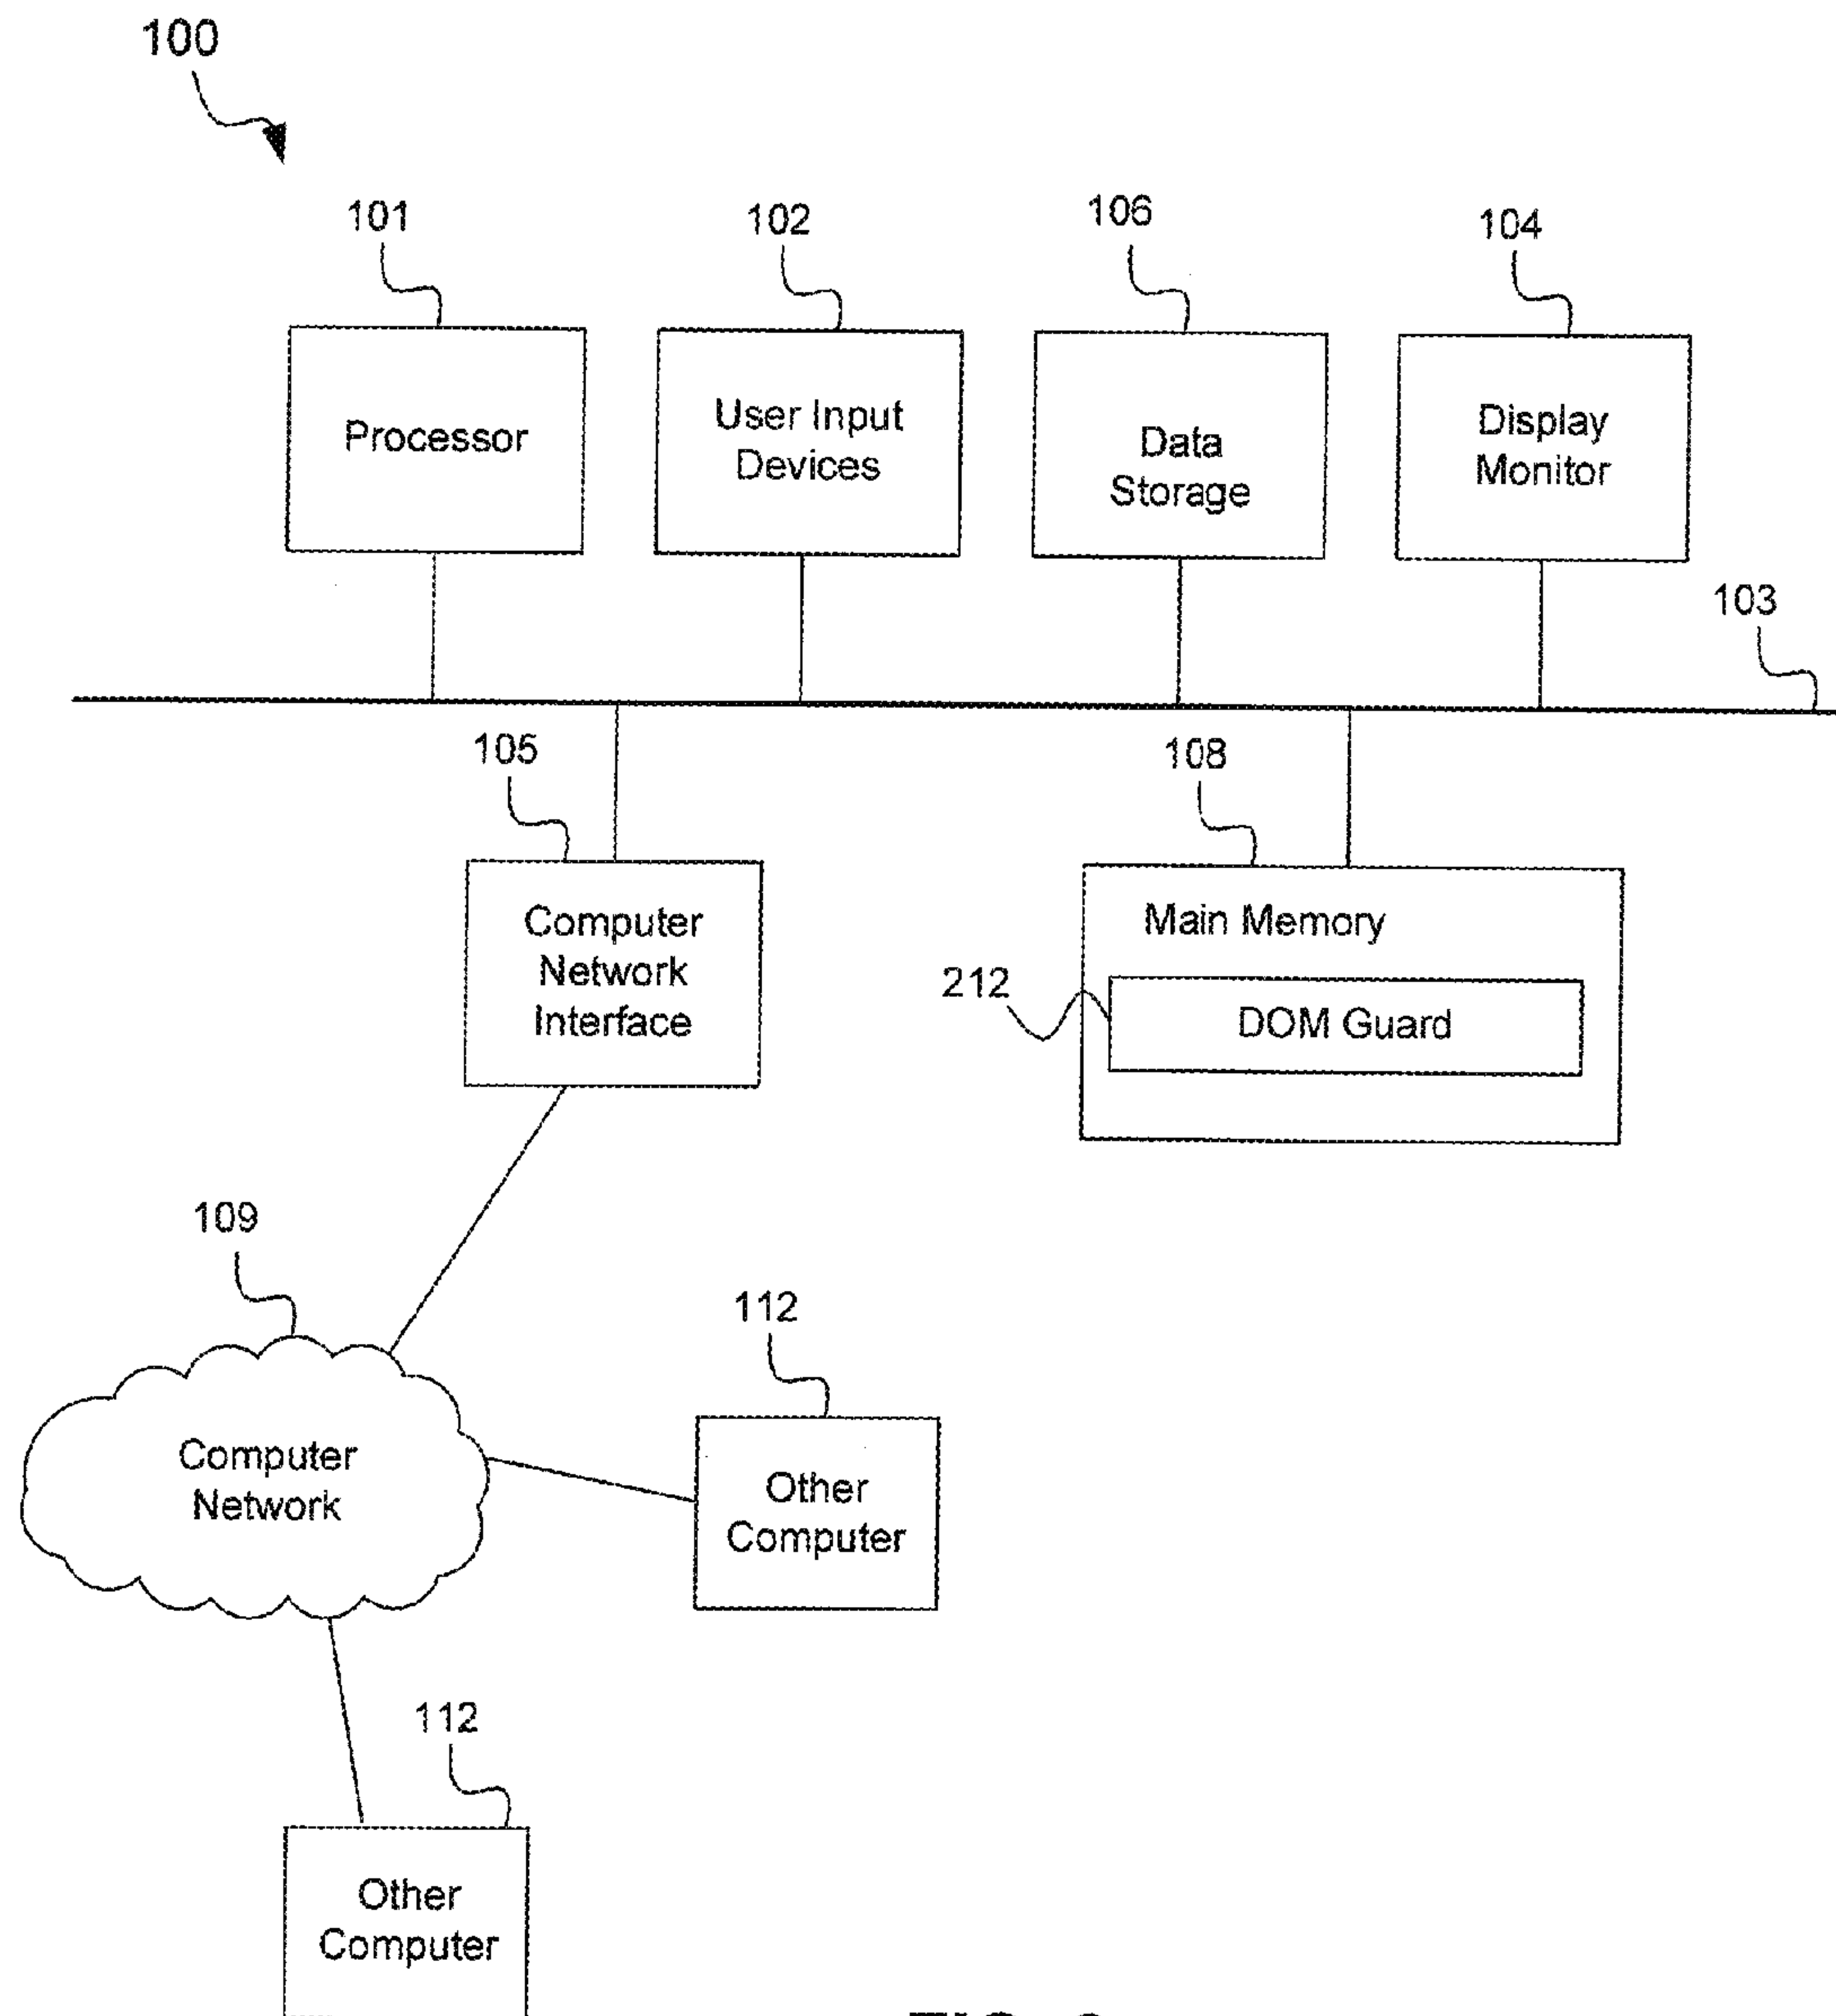 100
101
102
106
104
Processor
User Input
Devices
Data
Storage
Display
Monitor
103
105
108
Computer
Network
Interface
Main Memory
212
DOM Guard
109
112
Computer
Network
Other
Computer
112
Other
Computer